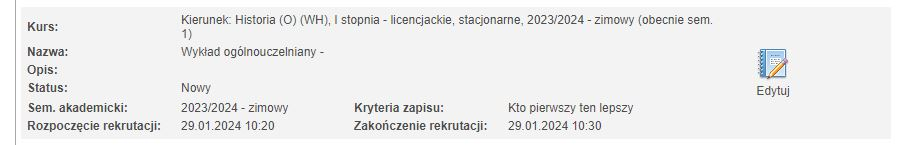 Kurs: Kierunek: Historia (O) (WH), I stopnia - licencjackie, stacjonarne, 2023/2024 - zimowy (obecnie sem.
1)
Nazwa: Wykład ogólnouczelniany -
Opis:
Status: Nowy
Sem. akademicki: 2023/2024 - zimowy Kryteria zapisu: Kto pierwszy ten lepszy
Rozpoczęcie rekrutacji: 29.01.2024 10:20 Zakończenie rekrutacji: 29.01.2024 10:30
Edytuj